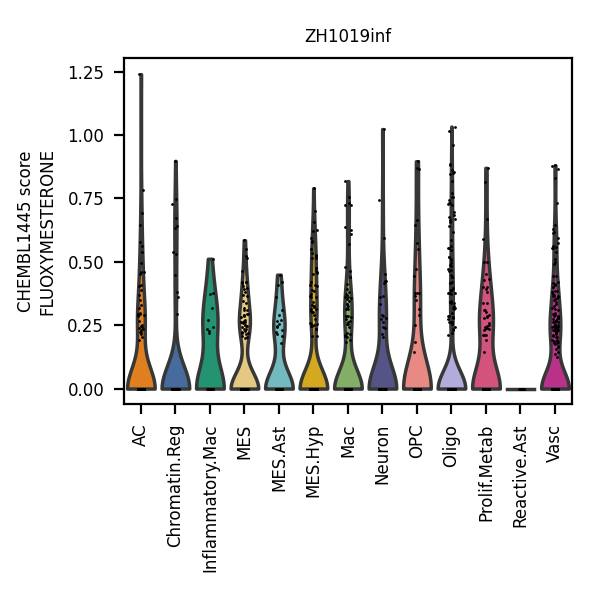 ZH1019inf
CHEMBL1445 score
FLUOXYMESTERONE
1.25
1.00
0.75
0.50
0.25
0.00
AC
Chromatin.Reg
Inflammatory.Mac
MES
MES.Ast
MES.Hyp
Mac
Neuron
OPC
Oligo
Prolif.Metab
Reactive.Ast
Vasc